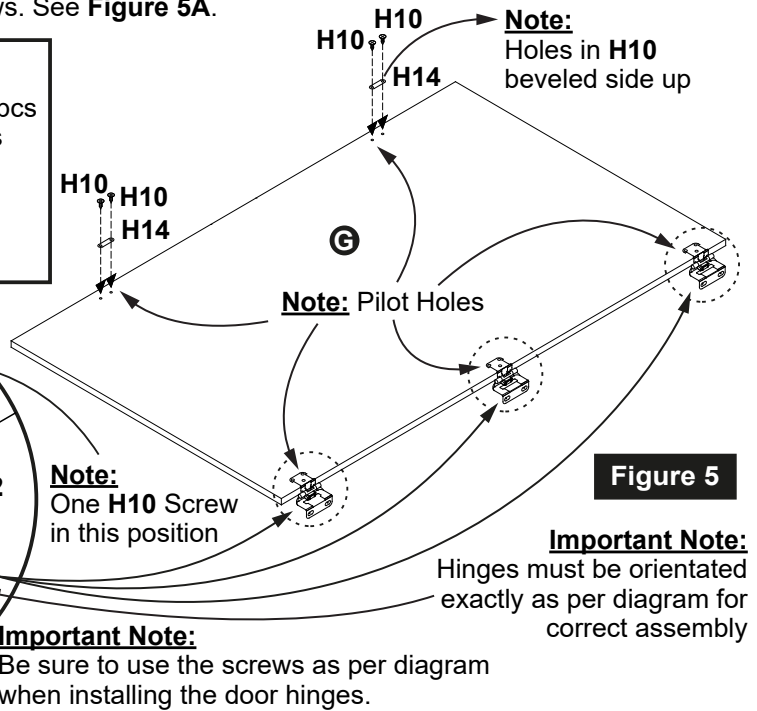 See Figure 5A.
H10
H10
H14
Note:
Holes in H10
beveled side up
pcs
H10
H10
H14
G
Note: Pilot Holes
Note:
One H10 Screw
in this position
Figure 5
Important Note:
Hinges must be orientated
exactly as per diagram for
correct assembly
Important Note:
Be sure to use the screws as per diagram
when installing the door hinges.